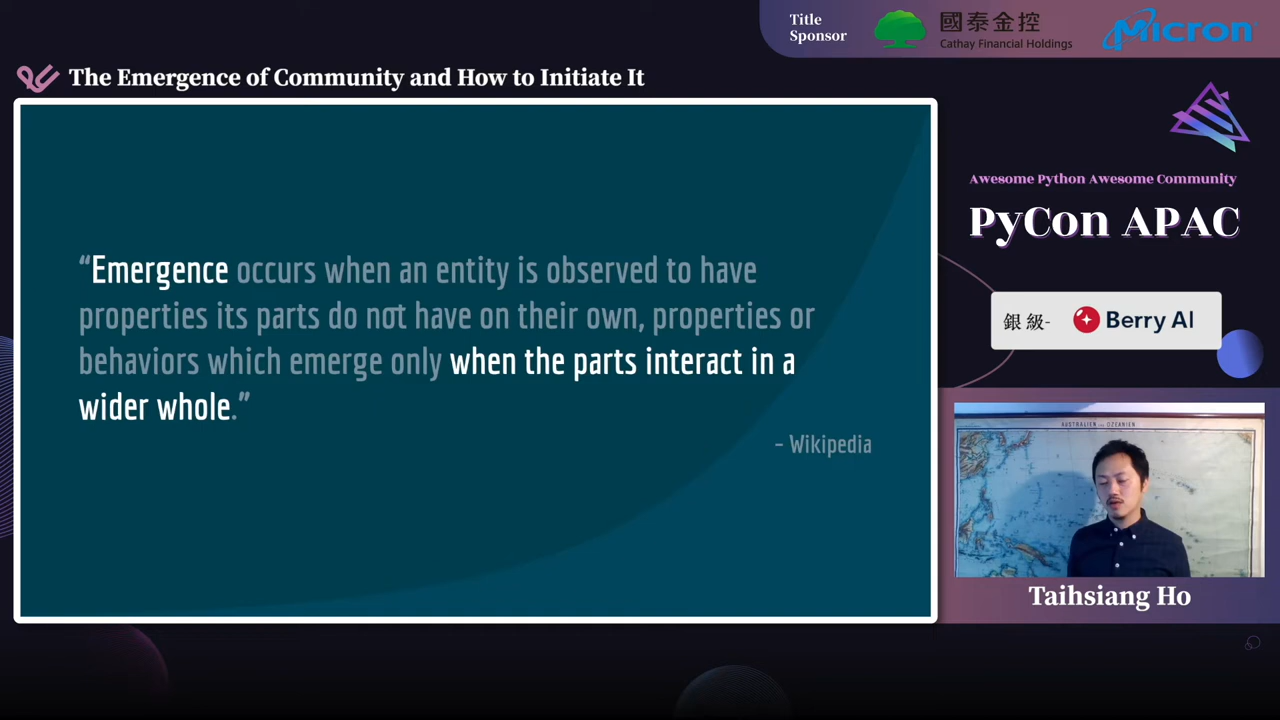 Title
Sponsor
國泰金控
Cathay Financial Holdings
Micron
The Emergence of Community and How to Initiate It
“Emergence occurs when an entity is observed to have
properties its parts do not have on their own, properties or
behaviors which emerge only when the parts interact in a
wider whole.”
- Wikipedia
Awesome Python Awesome Community
PyCon APAC
銀級-
Berry AI
AUSTRALIEN UND OZEANIEN
Taihsiang Ho